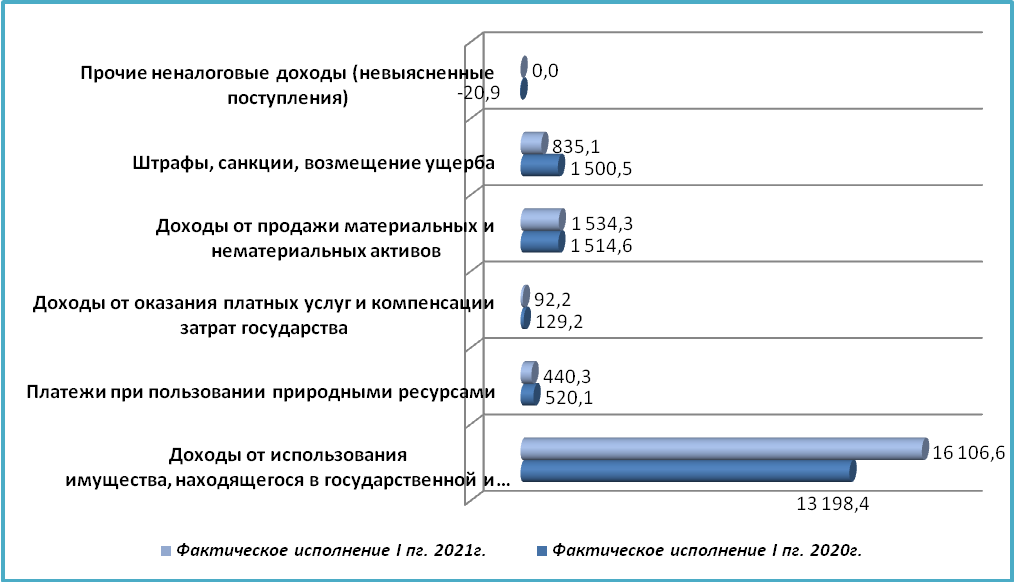 Прочие неналоговые доходы (невыясненные
поступления)
0,0
-20,9
Штрафы, санкции, возмещение ущерба
835,1
1 500,5
Доходы от продажи материальных и
нематериальных активов
1 534,3
1 514,6
Доходы от оказания платных услуг и компенсации
затрат государства
92,2
129,2
Платежи при пользовании природными ресурсами
440,3
520,1
Доходы от использования
имущества, находящегося в государственной и...
16 106,6
13 198,4
Фактическое исполнение I пг. 2021г.
Фактическое исполнение I пг. 2020г.